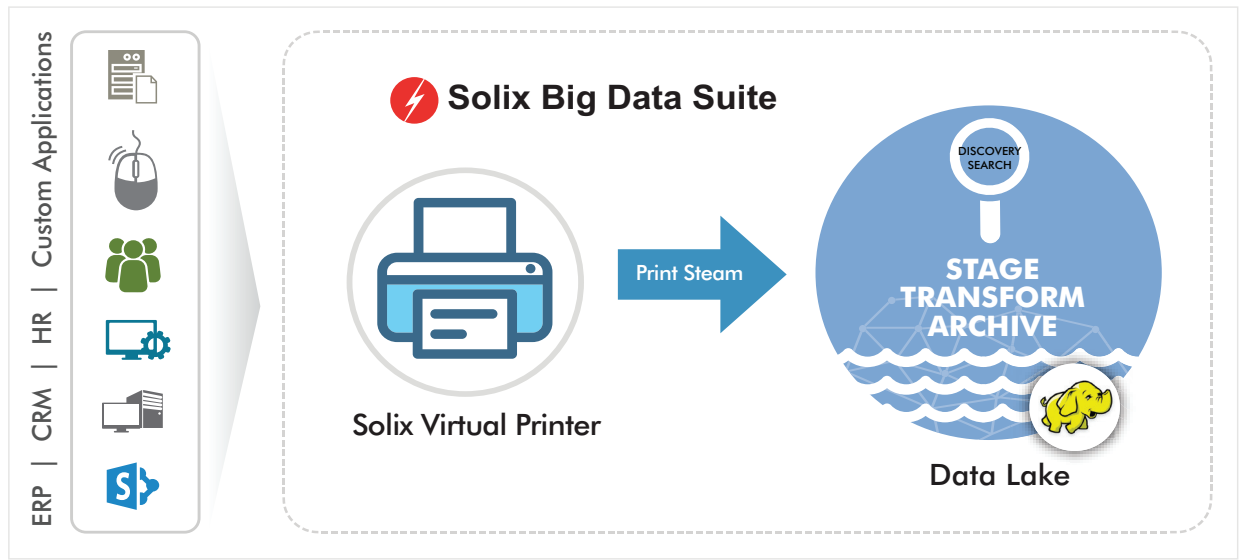 ERP | CRM | HR | Custom Applications
Solix Big Data Suite
Solix Virtual Printer
Print Steam
DISCOVERY
SEARCH
STAGE
TRANSFORM
ARCHIVE
Data Lake
S